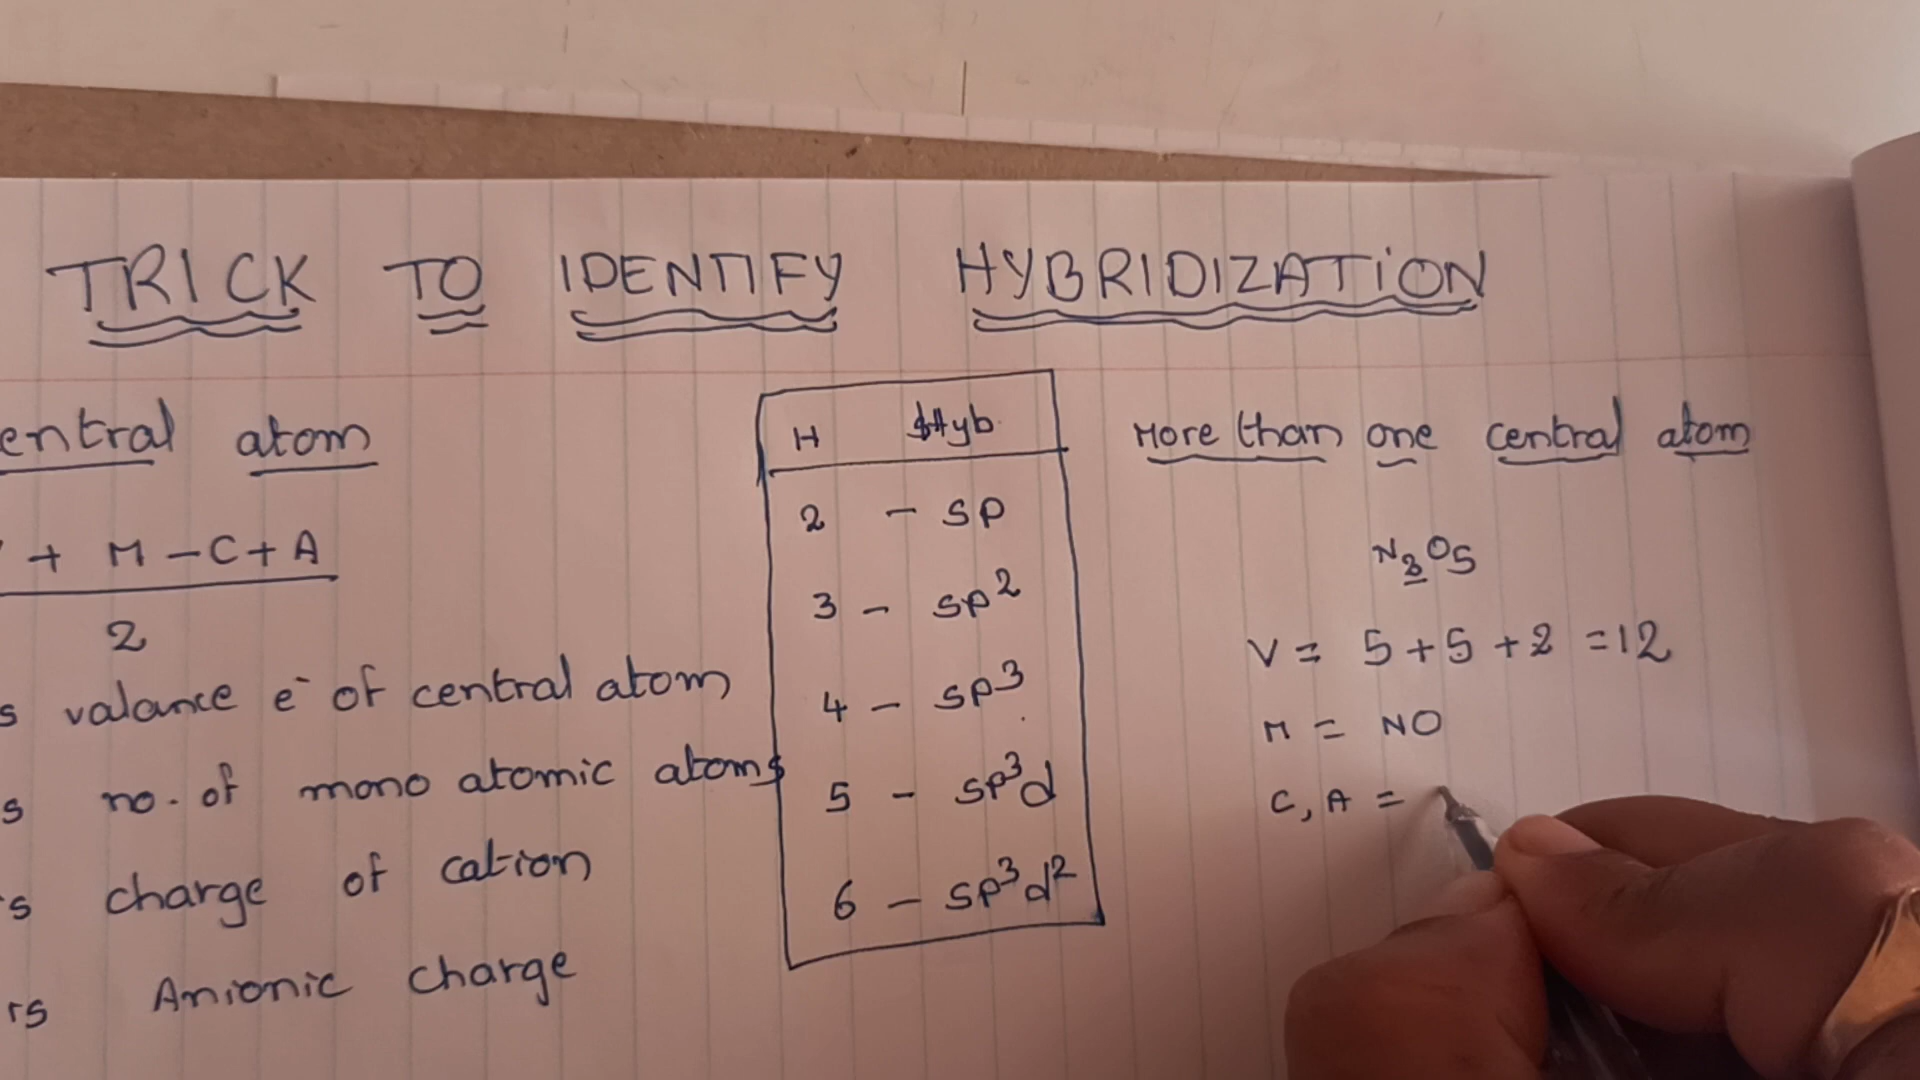 TRICK TO IDENTIFY HYBRIDIZATION
entral atom
+ M - C + A
2
s valance e⁻ of central atom
s no. of mono atomic atoms
s charge of cation
rs Anionic charge
H Hyb.
2 - sp
3 - sp²
4 - sp³
5 - sp³d
6 - sp³d²
More than one central atom
N₂O₅
V = 5 + 5 + 2 = 12
M = NO
C, A =